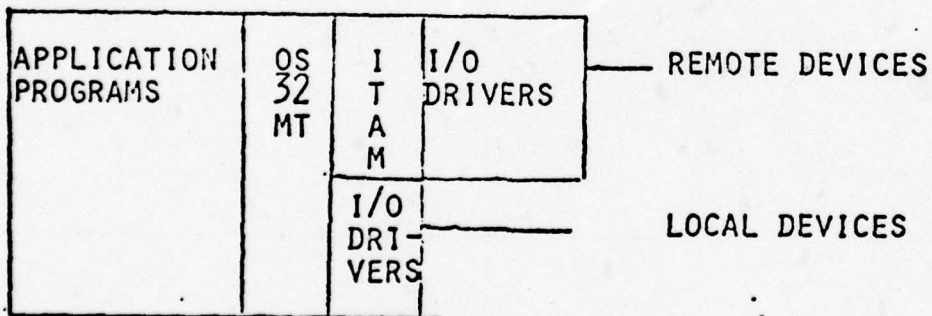 APPLICATION
PROGRAMS
OS
32
MT
I
T
A
M
I/O
DRIVERS
REMOTE DEVICES
I/O
DRI-
VERS
LOCAL DEVICES